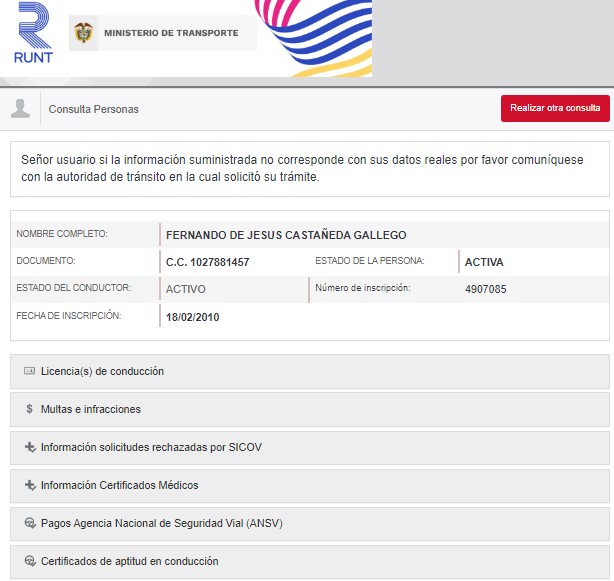 RUNT
MINISTERIO DE TRANSPORTE
Consulta Personas
Realizar otra consulta
Señor usuario si la información suministrada no corresponde con sus datos reales por favor comuníquese
con la autoridad de tránsito en la cual solicitó su trámite.
NOMBRE COMPLETO: FERNANDO DE JESUS CASTAÑEDA GALLEGO
DOCUMENTO: C.C. 1027881457 ESTADO DE LA PERSONA: ACTIVA
ESTADO DEL CONDUCTOR: ACTIVO Número de inscripción: 4907085
FECHA DE INSCRIPCIÓN: 18/02/2010
Licencia(s) de conducción
$ Multas e infracciones
Información solicitudes rechazadas por SICOV
Información Certificados Médicos
Pagos Agencia Nacional de Seguridad Vial (ANSV)
Certificados de aptitud en conducción